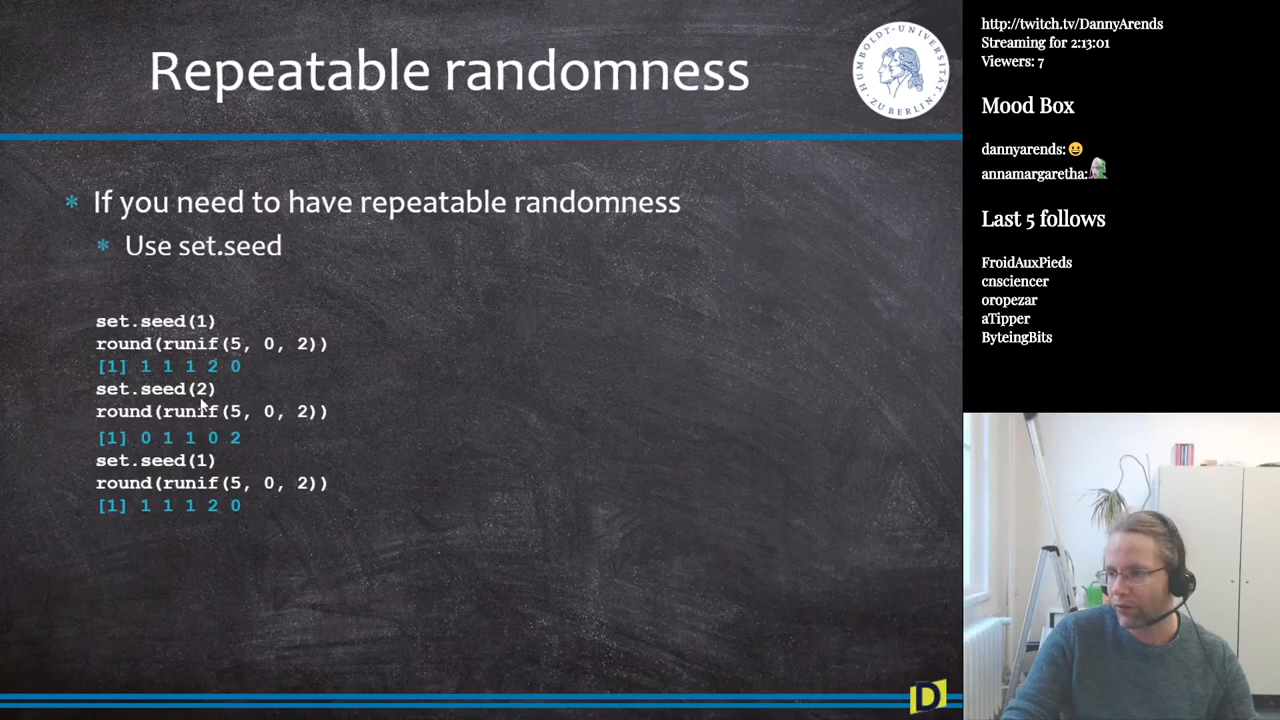 Repeatable randomness
HUMBOLDT-UNIVERSITÄT
ZU BERLIN
* If you need to have repeatable randomness
* Use set.seed
set.seed(1)
round(runif(5, 0, 2))
[1] 1 1 1 2 0
set.seed(2)
round(runif(5, 0, 2))
[1] 0 1 1 0 2
set.seed(1)
round(runif(5, 0, 2))
[1] 1 1 1 2 0
D
http://twitch.tv/DannyArends
Streaming for 2:13:01
Viewers: 7
Mood Box
dannyarends:😀
annamargaretha:
Last 5 follows
FroidAuxPieds
cnsciencer
oropezar
aTipper
ByteingBits